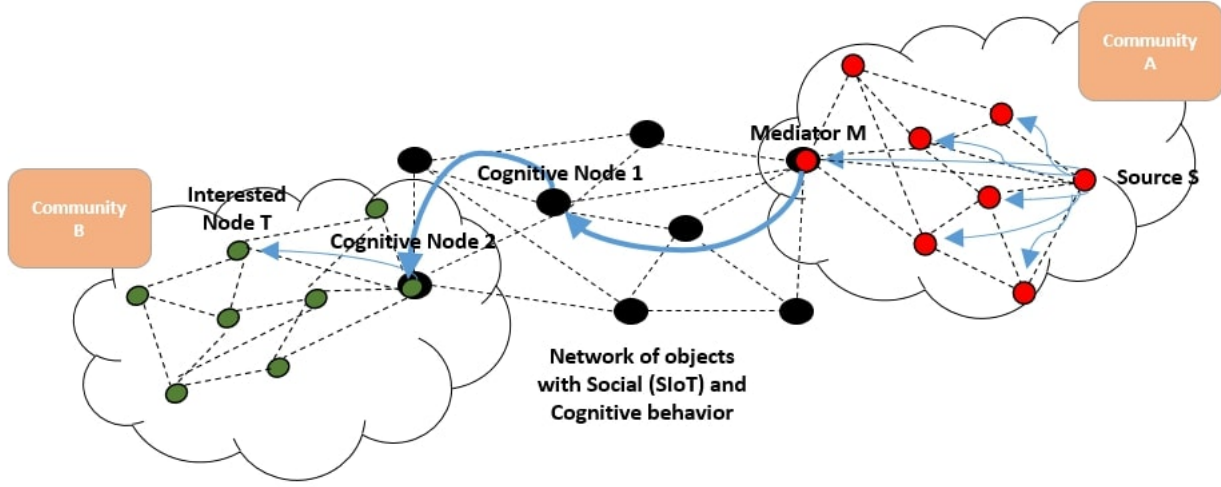 Community
A
Mediator M
Cognitive Node 1
Source S
Interested
Node T
Community
B
Cognitive Node 2
Network of objects
with Social (SIoT) and
Cognitive behavior